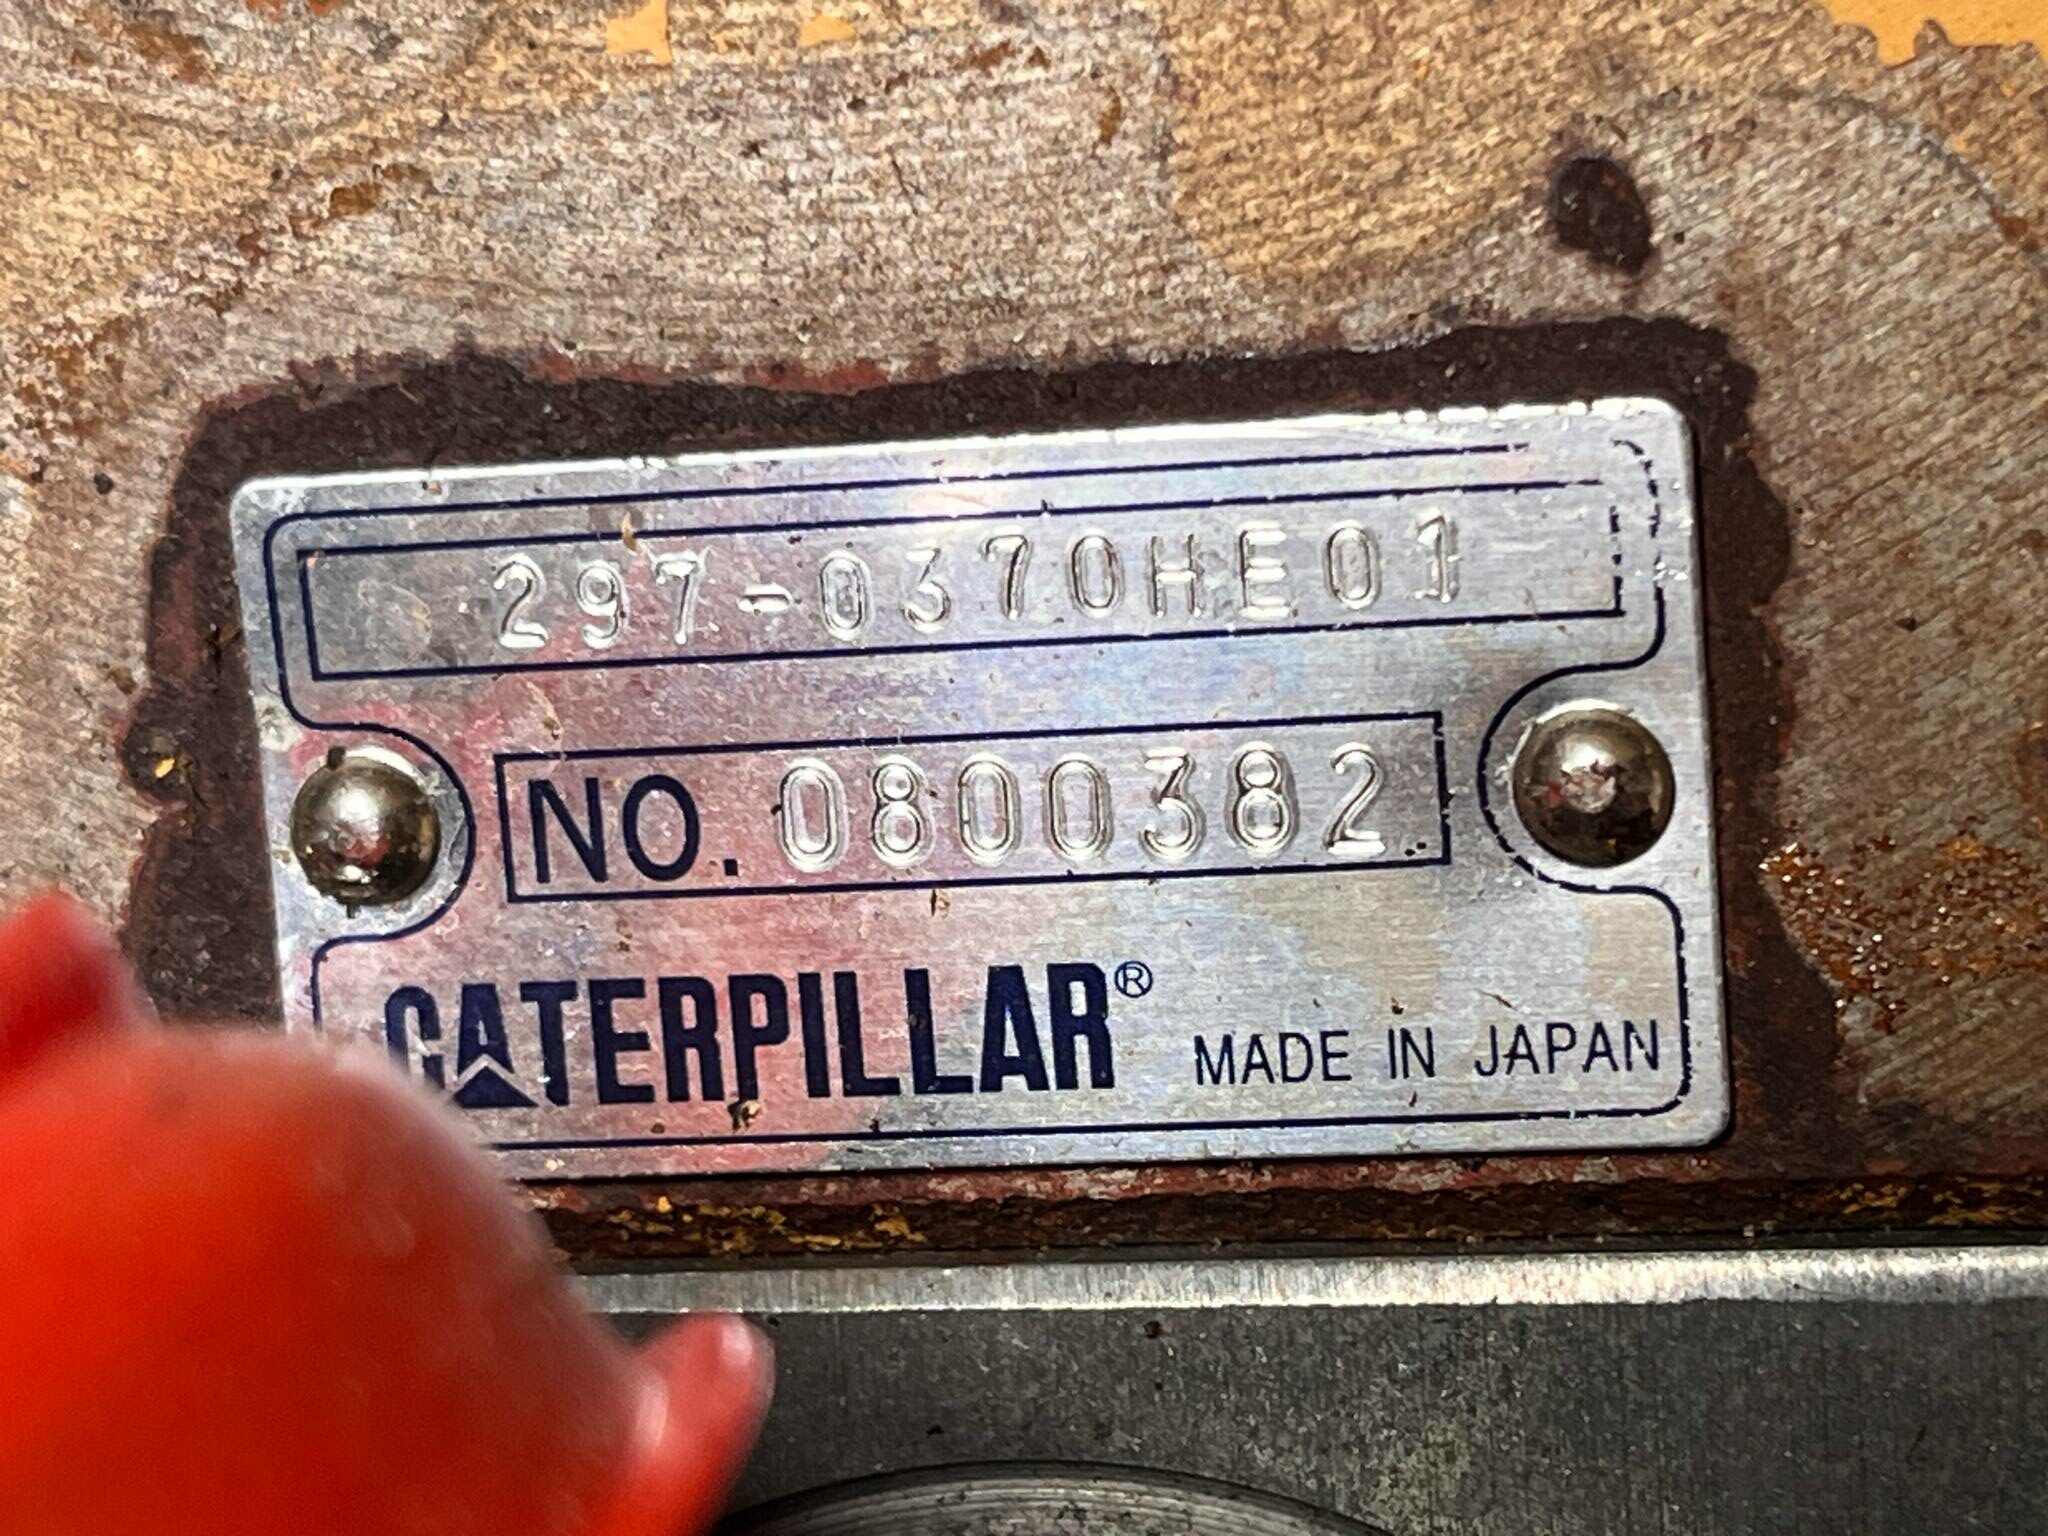 297-0370HE01
NO. 0800382
CATERPILLAR® MADE IN JAPAN